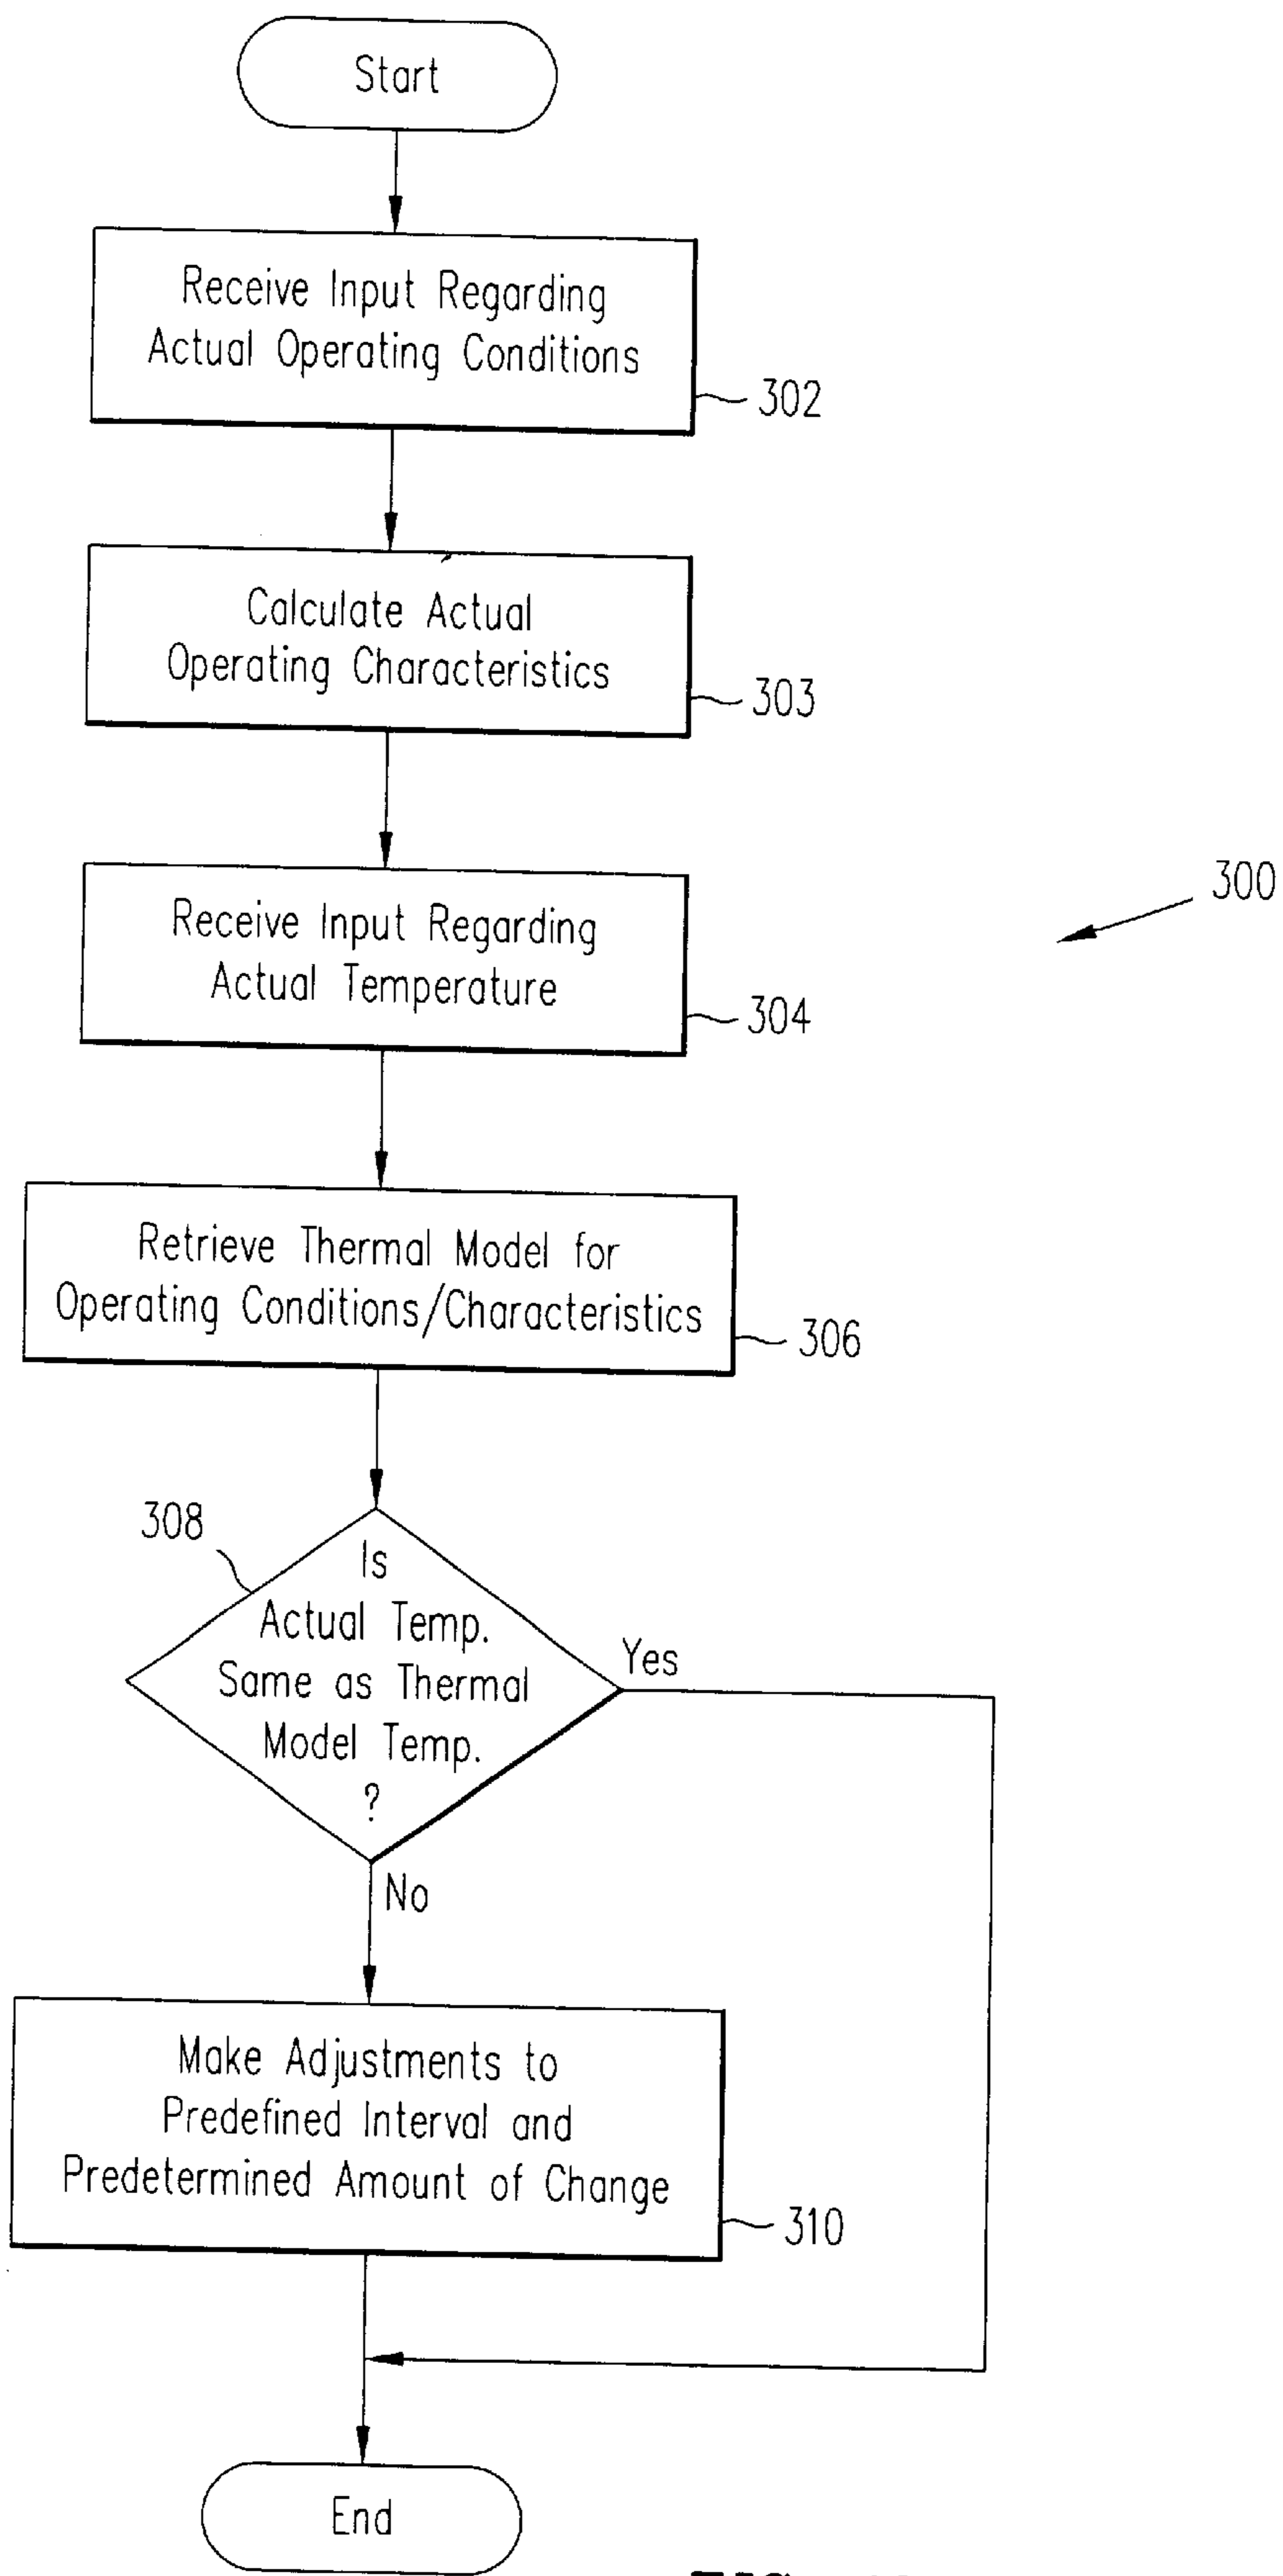 Start
Receive Input Regarding
Actual Operating Conditions
302
Calculate Actual
Operating Characteristics
303
300
Receive Input Regarding
Actual Temperature
304
Retrieve Thermal Model for
Operating Conditions/Characteristics
306
308
Is
Actual Temp.
Same as Thermal
Model Temp.
?
Yes
No
Make Adjustments to
Predefined Interval and
Predetermined Amount of Change
310
End